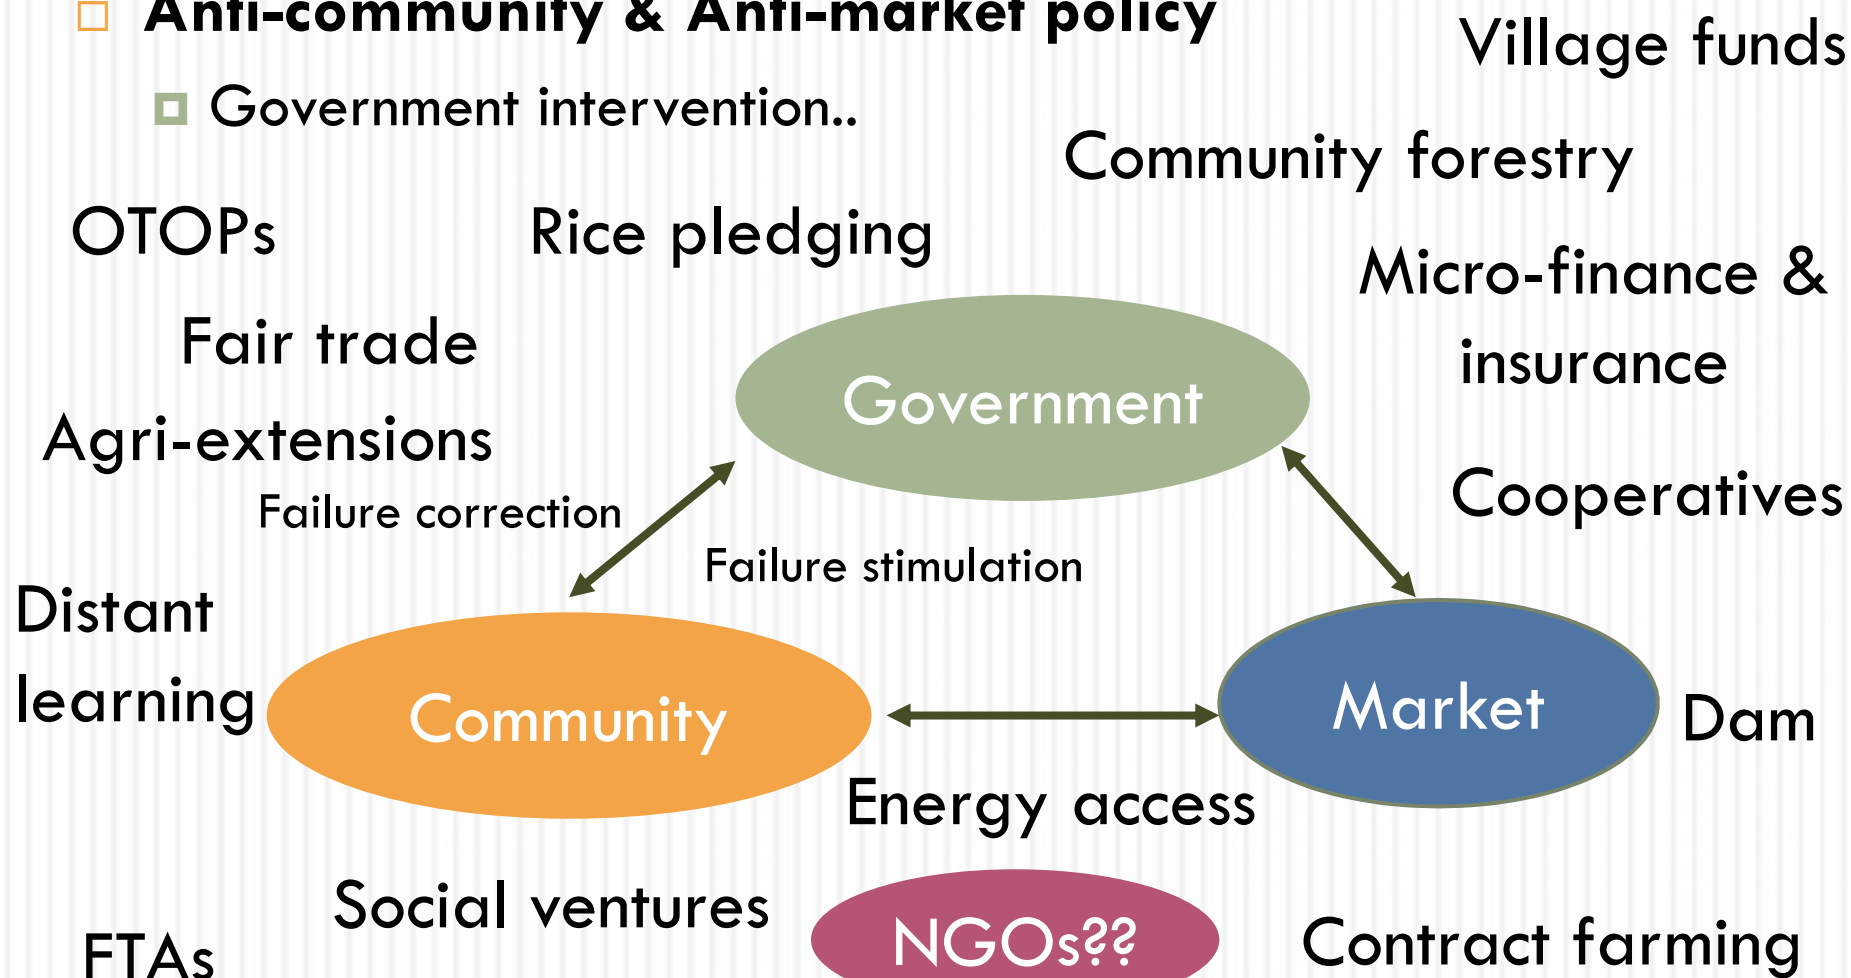 Anti-community & Anti-market policy
Village funds
Government intervention..
Community forestry
OTOPs
Rice pledging
Micro-finance &
insurance
Fair trade
Government
Agri-extensions
Cooperatives
Failure correction
Failure stimulation
Distant
learning
Community
Market
Dam
Energy access
Social ventures
NGOs??
Contract farming
FTAs